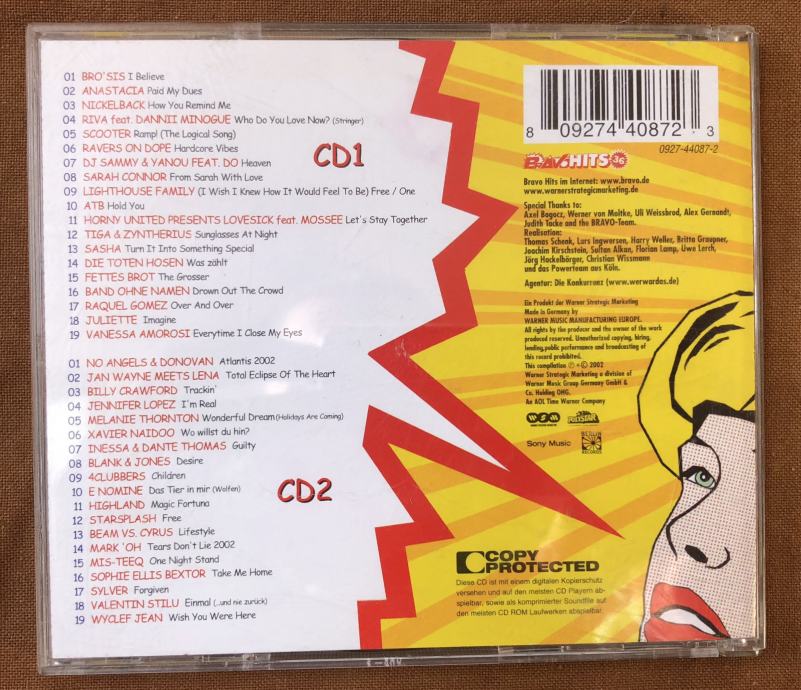 01 BRO'SIS I Believe
02 ANASTACIA Paid My Dues
03 NICKELBACK How You Remind Me
04 RIVA feat. DANNII MINOGUE Who Do You Love Now? (Stringer)
05 SCOOTER Ramp! (The Logical Song)
06 RAVERS ON DOPE Hardcore Vibes
07 DJ SAMMY & YANOU FEAT. DO Heaven
08 SARAH CONNOR From Sarah With Love
09 LIGHTHOUSE FAMILY (I Wish I Knew How It Would Feel To Be) Free / One
10 ATB Hold You
11 HORNY UNITED PRESENTS LOVESICK feat. MOSSEE Let's Stay Together
12 TIGA & ZYNTHERIUS Sunglasses At Night
13 SASHA Turn It Into Something Special
14 DIE TOTEN HOSEN Was zählt
15 FETTES BROT The Grosser
16 BAND OHNE NAMEN Drown Out The Crowd
17 RAQUEL GOMEZ Over And Over
18 JULIETTE Imagine
19 VANESSA AMOROSI Everytime I Close My Eyes
CD1
01 NO ANGELS & DONOVAN Atlantis 2002
02 JAN WAYNE MEETS LENA Total Eclipse Of The Heart
03 BILLY CRAWFORD Trackin'
04 JENNIFER LOPEZ I'm Real
05 MELANIE THORNTON Wonderful Dream (Holidays Are Coming)
06 XAVIER NAIDOO Wo willst du hin?
07 INESSA & DANTE THOMAS Guilty
08 BLANK & JONES Desire
09 4CLUBBERS Children
10 E NOMINE Das Tier in mir (Wolfen)
11 HIGHLAND Magic Fortuna
12 STARSPLASH Free
13 BEAM VS. CYRUS Lifestyle
14 MARK 'OH Tears Don't Lie 2002
15 MIS-TEEQ One Night Stand
16 SOPHIE ELLIS BEXTOR Take Me Home
17 SYLVER Forgiven
18 VALENTIN STILU Einmal (...und nie zurück)
19 WYCLEF JEAN Wish You Were Here
CD2
8 09274 40872 3
0927-44087-2
BRAVO HITS 36
Bravo Hits im Internet: www.bravo.de
www.warnerstrategicmarketing.de
Special Thanks to:
Axel Bogocz, Werner von Moltke, Uli Weissbrod, Alex Gernandt,
Judith Tacke and the BRAVO-Team.
Realisation:
Thomas Schenk, Lars Ingwersen, Harry Weller, Britta Graupner,
Joachim Kirschstein, Sultan Alkan, Florian Lamp, Uwe Lerch,
Jörg Hackelbörger, Christian Wissmann
und das Powerteam aus Köln.
Agentur: Die Konkurrenz (www.werwardas.de)
Ein Produkt der Warner Strategic Marketing
Made in Germany by
WARNER MUSIC MANUFACTURING EUROPE.
All rights by the producer and the owner of the work
produced reserved. Unauthorized copying, hiring,
lending, public performance and broadcasting of
this record prohibited.
This compilation ℗ + © 2002
Warner Strategic Marketing a division of
Warner Music Group Germany GmbH &
Co. Holding OHG.
An AOL Time Warner Company
WSM POLYSTAR
Sony Music BERLIN RECORDS
COPY
PROTECTED
Diese CD ist mit einem digitalen Kopierschutz
versehen und auf den meisten CD Playern ab-
spielbar, sowie als komprimierter Soundfile auf
den meisten CD ROM Laufwerken abspielbar.